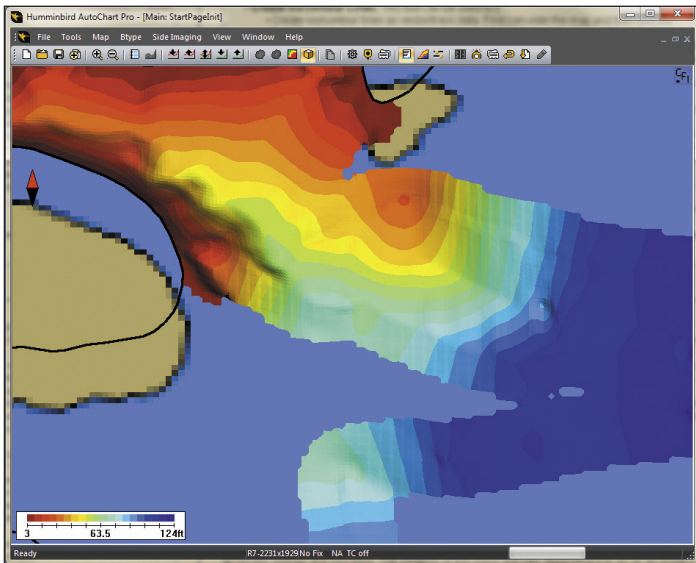 Humminbird AutoChart Pro - [Main: StartPageInit]
File Tools Map Btype Side Imaging View Window Help
3 63.5 124ft
Ready R7-2231x1929 No Fix NA TC off